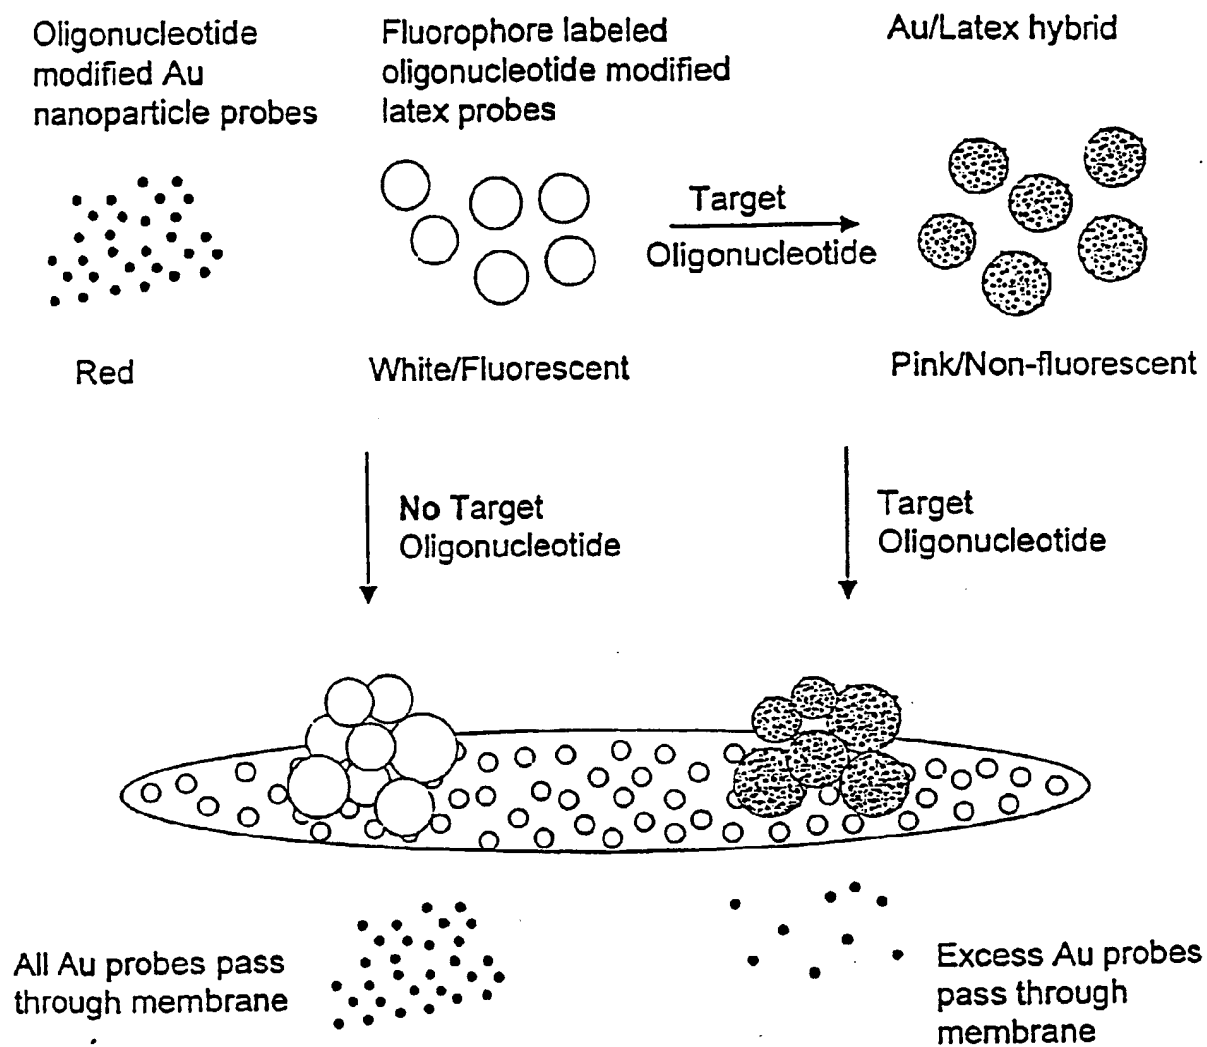 Oligonucleotide
modified Au
nanoparticle probes
Fluorophore labeled
oligonucleotide modified
latex probes
Au/Latex hybrid
Target
Oligonucleotide
Red
White/Fluorescent
Pink/Non-fluorescent
No Target
Oligonucleotide
Target
Oligonucleotide
All Au probes pass
through membrane
Excess Au probes
pass through
membrane